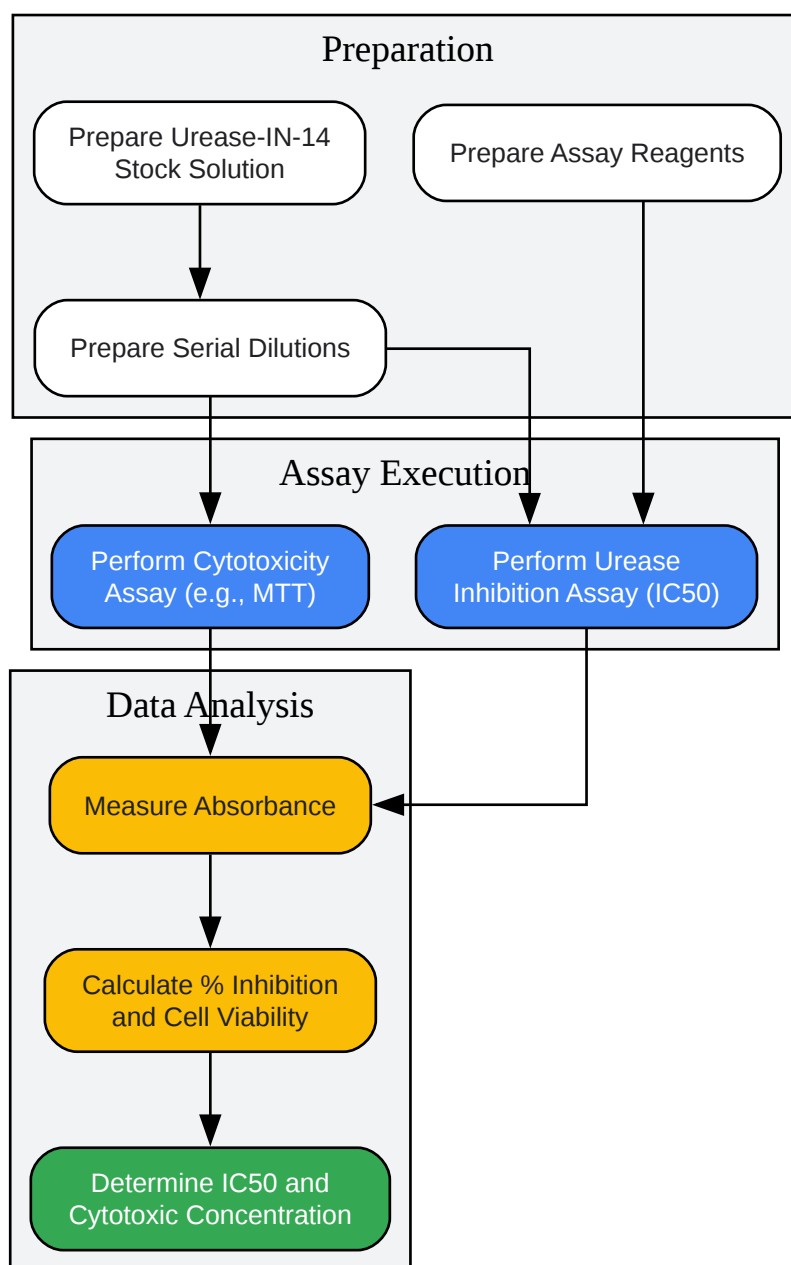 Preparation
Prepare Urease-IN-14
Stock Solution
Prepare Assay Reagents
Prepare Serial Dilutions
Assay Execution
Perform Cytotoxicity
Assay (e.g., MTT)
Perform Urease
Inhibition Assay (IC50)
Data Analysis
Measure Absorbance
Calculate % Inhibition
and Cell Viability
Determine IC50 and
Cytotoxic Concentration